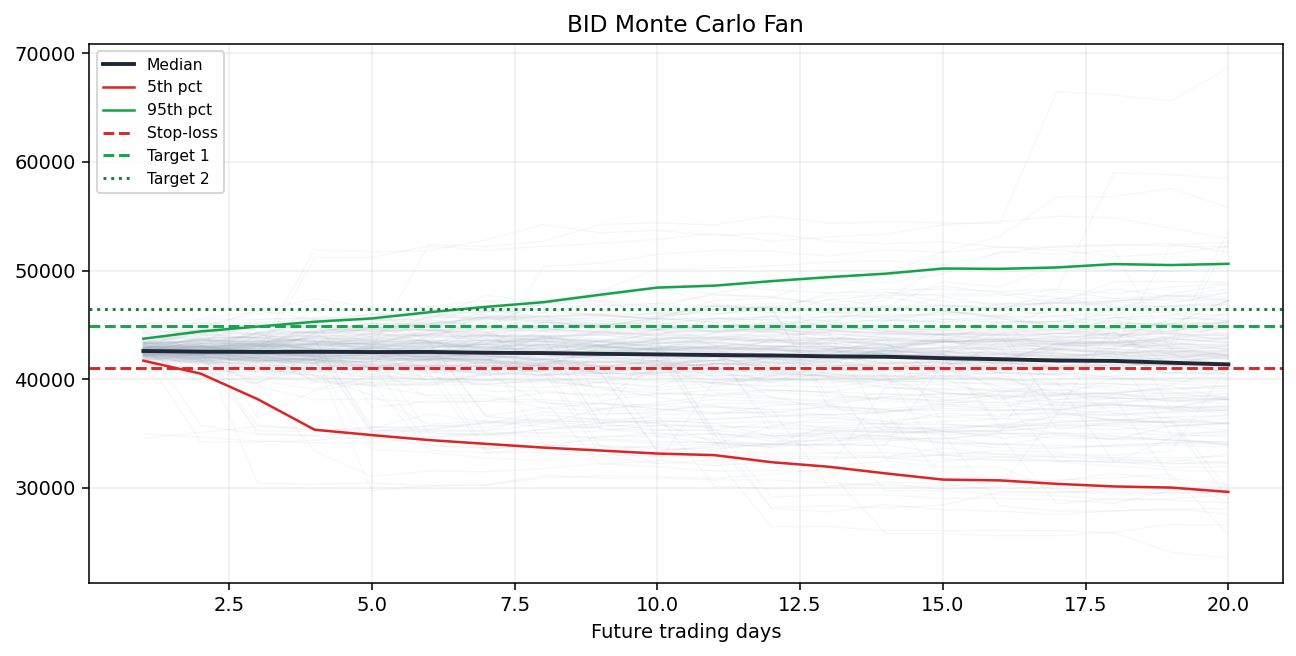 BID Monte Carlo Fan
70000
60000
50000
40000
30000
Median
5th pct
95th pct
Stop-loss
Target 1
Target 2
2.5 5.0 7.5 10.0 12.5 15.0 17.5 20.0
Future trading days